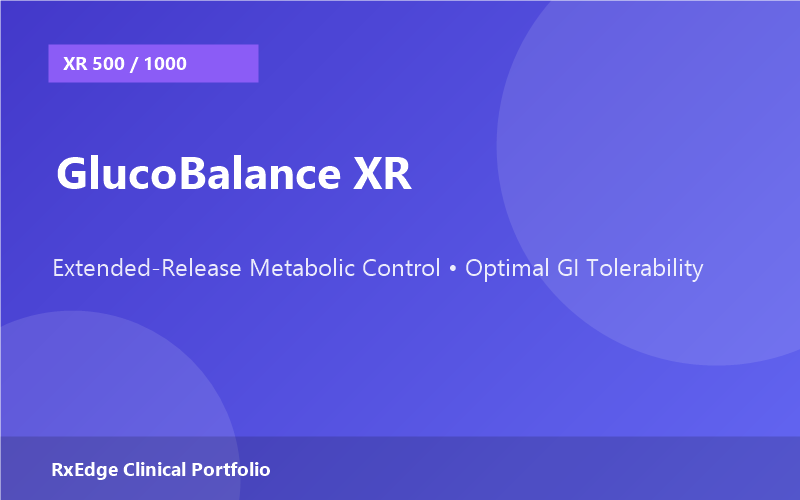 XR 500 / 1000
GlucoBalance XR
Extended-Release Metabolic Control • Optimal GI Tolerability
RxEdge Clinical Portfolio